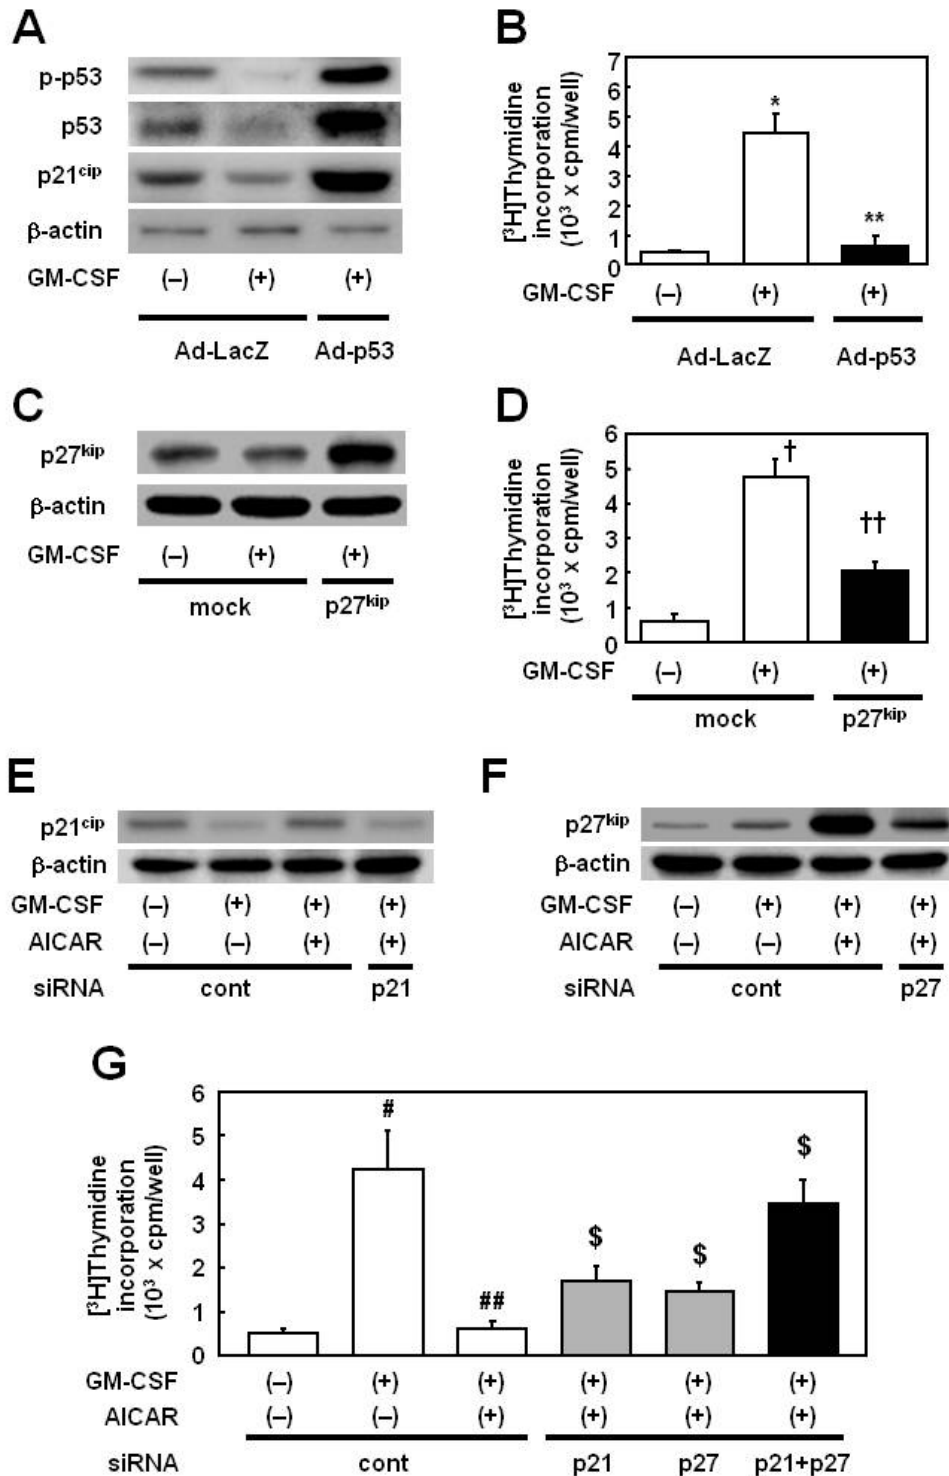 A
p-p53
p53
p21cip
β-actin
GM-CSF (–) (+) (+)
Ad-LacZ Ad-p53
B
[3H]Thymidine
incorporation
(10³ x cpm/well)
7
6
5
4
3
2
1
0
*
**
GM-CSF (–) (+) (+)
Ad-LacZ Ad-p53
C
p27kip
β-actin
GM-CSF (–) (+) (+)
mock p27kip
D
[3H]Thymidine
incorporation
(10³ x cpm/well)
6
5
4
3
2
1
0
†
††
GM-CSF (–) (+) (+)
mock p27kip
E
p21cip
β-actin
GM-CSF (–) (+) (+) (+)
AICAR (–) (–) (+) (+)
siRNA cont p21
F
p27kip
β-actin
GM-CSF (–) (+) (+) (+)
AICAR (–) (–) (+) (+)
siRNA cont p27
G
[3H]Thymidine
incorporation
(10³ x cpm/well)
6
5
4
3
2
1
0
#
##
$
$
$
GM-CSF (–) (+) (+) (+) (+) (+)
AICAR (–) (–) (+) (+) (+) (+)
siRNA cont p21 p27 p21+p27